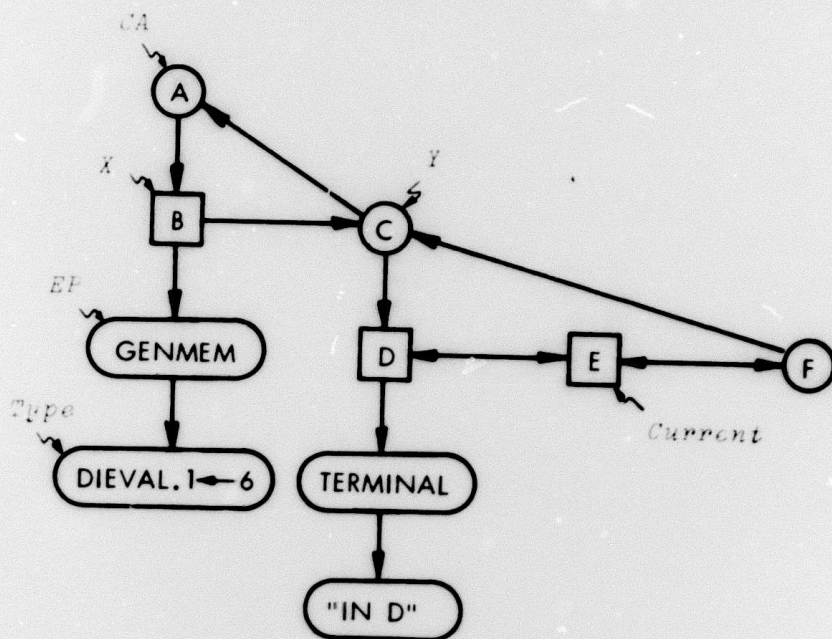 CA
A
X
Y
B
C
EP
GENMEM
D
E
F
Type
Current
DIEVAL.1←6
TERMINAL
"IN D"